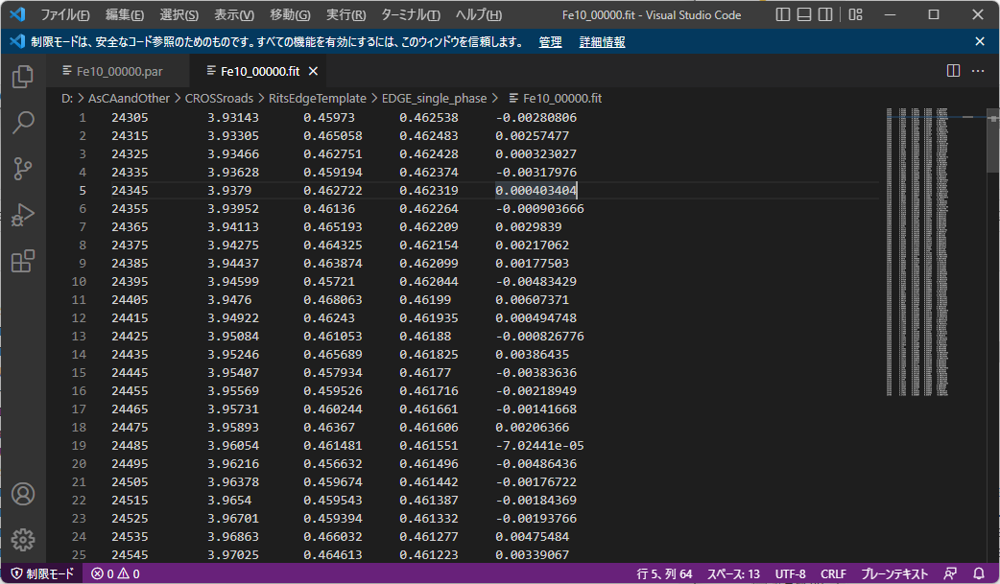 ファイル(F) 編集(E) 選択(S) 表示(V) 移動(G) 実行(R) ターミナル(T) ヘルプ(H) Fe10_00000.fit - Visual Studio Code
制限モードは、安全なコード参照のためのものです。すべての機能を有効にするには、このウィンドウを信頼します。 管理 詳細情報
Fe10_00000.par Fe10_00000.fit
D: > AsCAandOther > CROSSroads > RitsEdgeTemplate > EDGE_single_phase > Fe10_00000.fit
1 24305 3.93143 0.45973 0.462538 -0.00280806
2 24315 3.93305 0.465058 0.462483 0.00257477
3 24325 3.93466 0.462751 0.462428 0.000323027
4 24335 3.93628 0.459194 0.462374 -0.00317976
5 24345 3.9379 0.462722 0.462319 0.000403404
6 24355 3.93952 0.46136 0.462264 -0.000903666
7 24365 3.94113 0.465193 0.462209 0.0029839
8 24375 3.94275 0.464325 0.462154 0.00217062
9 24385 3.94437 0.463874 0.462099 0.00177503
10 24395 3.94599 0.45721 0.462044 -0.00483429
11 24405 3.9476 0.468063 0.46199 0.00607371
12 24415 3.94922 0.46243 0.461935 0.000494748
13 24425 3.95084 0.461053 0.46188 -0.000826776
14 24435 3.95246 0.465689 0.461825 0.00386435
15 24445 3.95407 0.457934 0.46177 -0.00383636
16 24455 3.95569 0.459526 0.461716 -0.00218949
17 24465 3.95731 0.460244 0.461661 -0.00141668
18 24475 3.95893 0.46367 0.461606 0.00206366
19 24485 3.96054 0.461481 0.461551 -7.02441e-05
20 24495 3.96216 0.456632 0.461496 -0.00486436
21 24505 3.96378 0.459674 0.461442 -0.00176722
22 24515 3.9654 0.459543 0.461387 -0.00184369
23 24525 3.96701 0.459394 0.461332 -0.00193766
24 24535 3.96863 0.466032 0.461277 0.00475484
25 24545 3.97025 0.464613 0.461223 0.00339067
制限モード 0 0 行 5、列 64 スペース: 13 UTF-8 CRLF プレーンテキスト